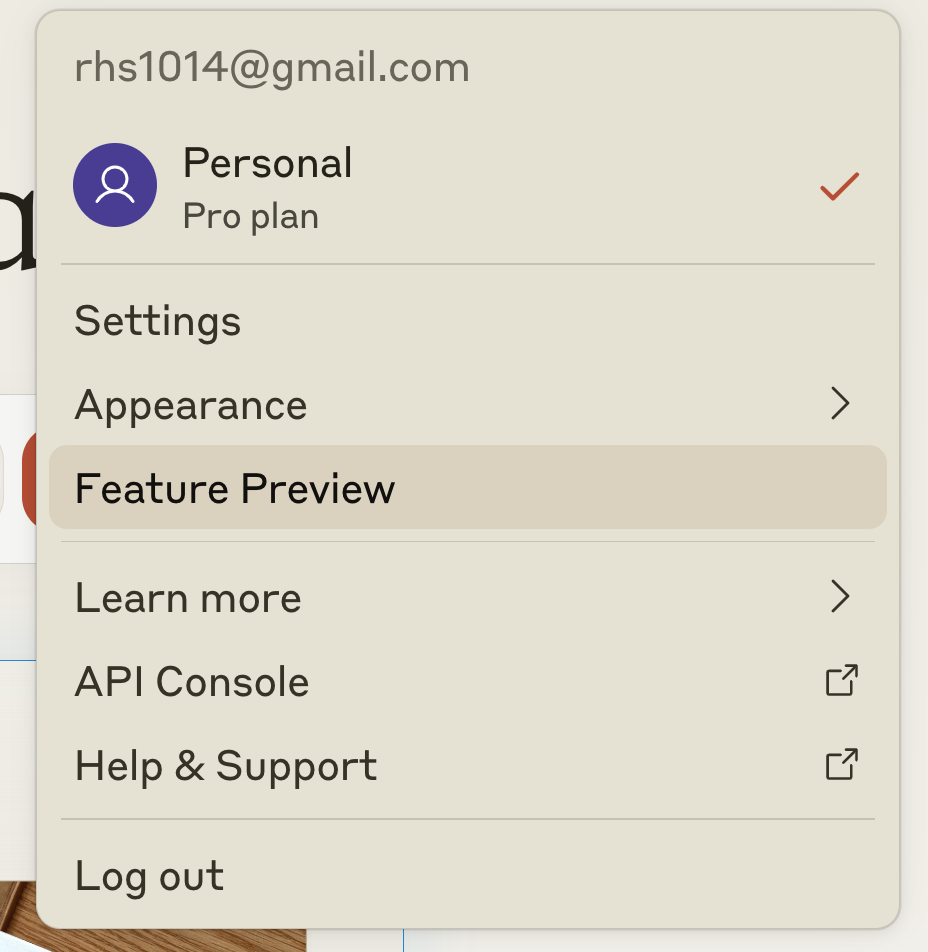 rhs1014@gmail.com
Personal
Pro plan
Settings
Appearance
Feature Preview
Learn more
API Console
Help & Support
Log out